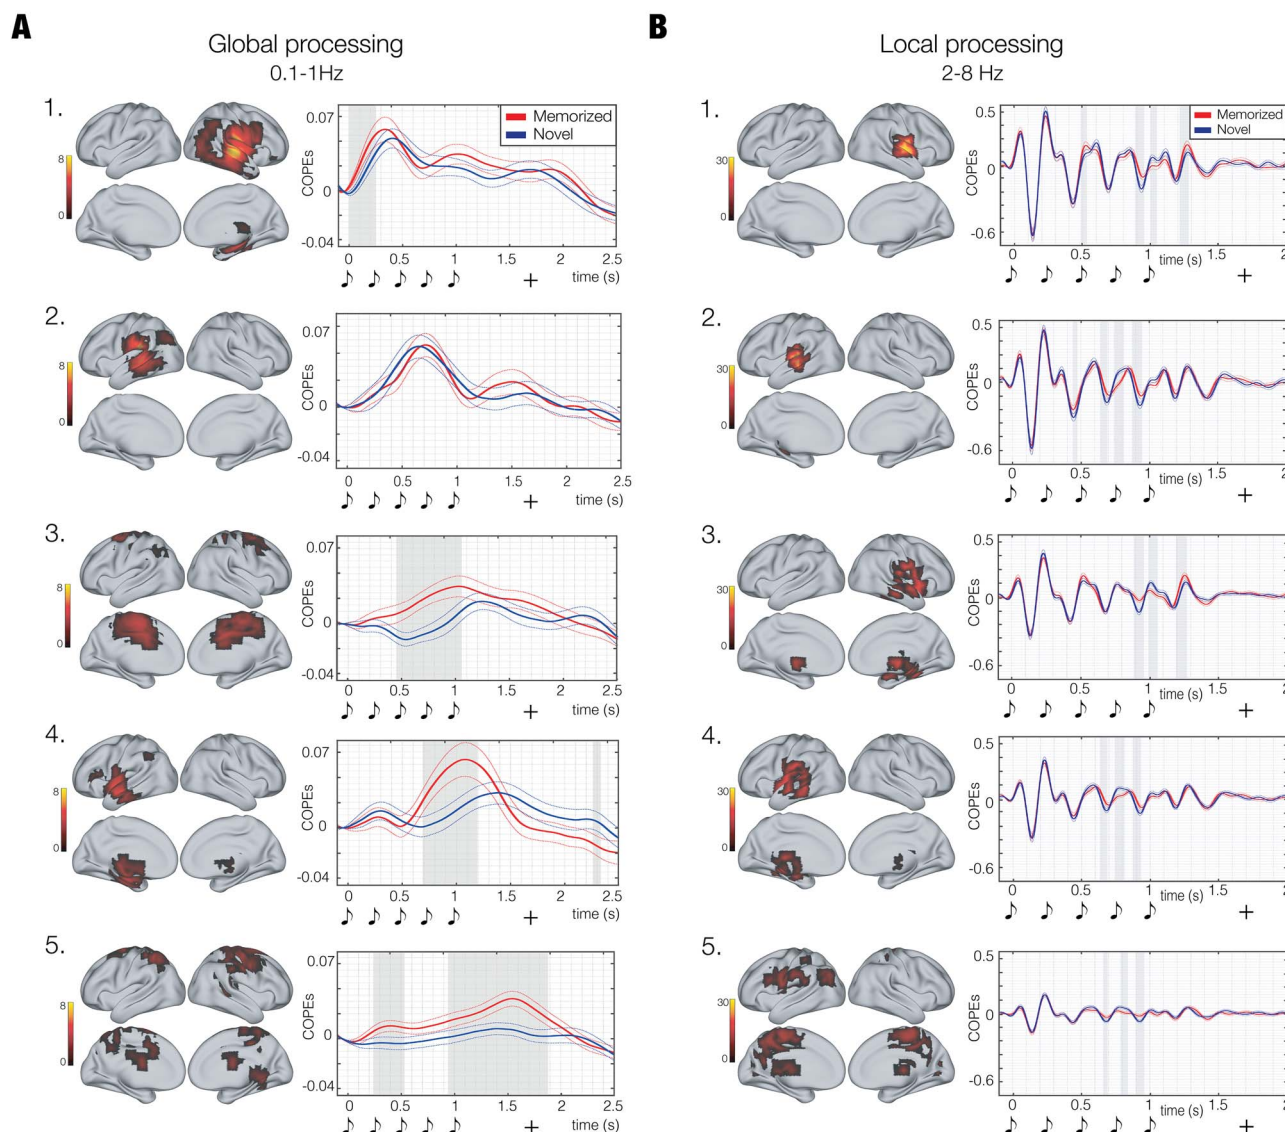 A
Global processing
0.1-1Hz
1.
8
0
COPEs
0.07
0
-0.04
Memorized
Novel
0 0.5 1 1.5 2 2.5
time (s)
+
2.
8
0
COPEs
0.07
0
-0.04
0 0.5 1 1.5 2 2.5
time (s)
+
3.
8
0
COPEs
0.07
0
-0.04
0 0.5 1 1.5 2 2.5
time (s)
+
4.
8
0
COPEs
0.07
0
-0.04
0 0.5 1 1.5 2 2.5
time (s)
+
5.
8
0
COPEs
0.07
0
-0.04
0 0.5 1 1.5 2 2.5
+
B
Local processing
2-8 Hz
1.
30
0
COPEs
0.5
0
-0.6
Memorized
Novel
0 0.5 1 time (s) 1.5 2
+
2.
30
0
COPEs
0.5
0
-0.6
0 0.5 1 time (s) 1.5 2
+
3.
30
0
COPEs
0.5
0
-0.6
0 0.5 1 time (s) 1.5 2
+
4.
30
0
COPEs
0.5
0
-0.6
0 0.5 1 time (s) 1.5 2
+
5.
30
0
COPEs
0.5
0
-0.6
0 0.5 1 time (s) 1.5 2
+